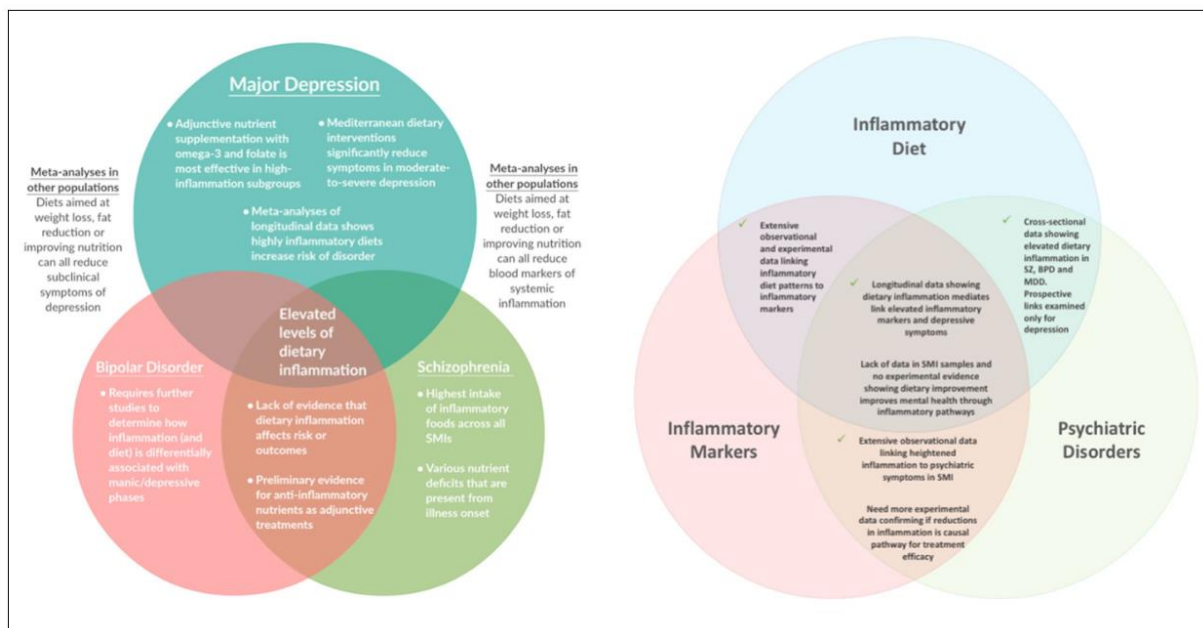 Major Depression
• Adjunctive nutrient
supplementation with
omega-3 and folate is
most effective in high-
inflammation subgroups
• Mediterranean dietary
interventions
significantly reduce
symptoms in moderate-
to-severe depression
• Meta-analyses of
longitudinal data shows
highly inflammatory diets
increase risk of disorder
Meta-analyses in
other populations
Diets aimed at
weight loss, fat
reduction or
improving nutrition
can all reduce
subclinical
symptoms of
depression
Meta-analyses in
other populations
Diets aimed at
weight loss, fat
reduction or
improving nutrition
can all reduce
blood markers of
systemic
inflammation
Elevated
levels of
dietary
inflammation
Bipolar Disorder
• Requires further
studies to
determine how
inflammation (and
diet) is differentially
associated with
manic/depressive
phases
• Lack of evidence that
dietary inflammation
affects risk or
outcomes
• Preliminary evidence
for anti-inflammatory
nutrients as adjunctive
treatments
Schizophrenia
• Highest intake
of inflammatory
foods across all
SMIs
• Various nutrient
deficits that are
present from
illness onset
Inflammatory
Diet
✓ Extensive
observational
and experimental
data linking
inflammatory
diet patterns to
inflammatory
markers
✓ Cross-sectional
data showing
elevated dietary
inflammation in
SZ, BPD and
MDD.
Prospective
links examined
only for
depression
✓ Longitudinal data showing
dietary inflammation mediates
link elevated inflammatory
markers and depressive
symptoms
Lack of data in SMI samples and
no experimental evidence
showing dietary improvement
improves mental health through
inflammatory pathways
Inflammatory
Markers
Psychiatric
Disorders
✓ Extensive observational data
linking heightened
inflammation to psychiatric
symptoms in SMI
Need more experimental
data confirming if reductions
in inflammation is causal
pathway for treatment
efficacy